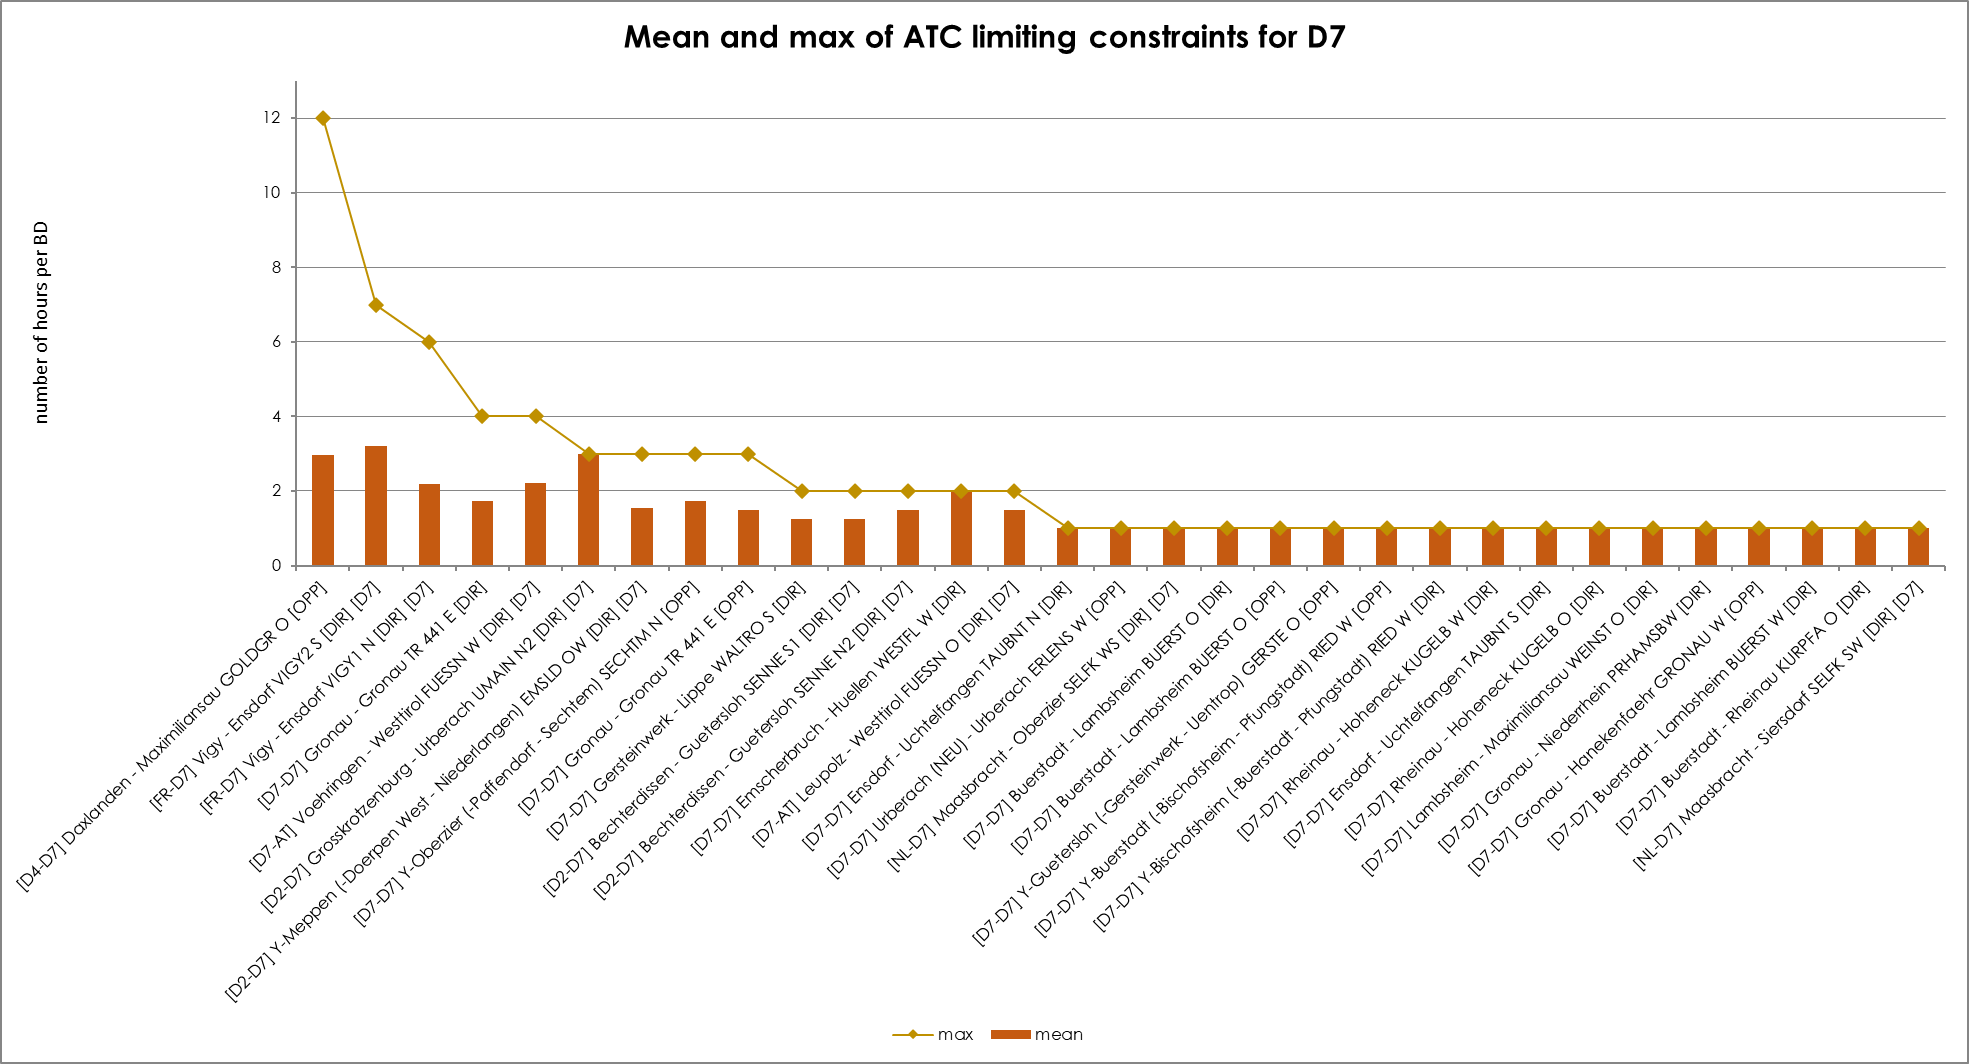 Mean and max of ATC limiting constraints for D7
number of hours per BD
12
10
8
6
4
2
0
[D4-D7] Daxlanden - Maximiliansau GOLDGR O [OPP]
[FR-D7] Vigy - Ensdorf VIGY2 S [DIR] [D7]
[FR-D7] Vigy - Ensdorf VIGY1 N [DIR] [D7]
[D7-D7] Gronau - Gronau TR 441 E [DIR]
[D7-AT] Voehringen - Westtirol FUESSN W [DIR] [D7]
[D2-D7] Grosskrotzenburg - Urberach UMAIN N2 [DIR] [D7]
[D2-D7] Y-Meppen (-Doerpen West - Niederlangen) EMSLD OW [DIR] [D7]
[D7-D7] Y-Oberzier (-Paffendorf - Sechtem) SECHTM N [OPP]
[D7-D7] Gronau - Gronau TR 441 E [OPP]
[D7-D7] Gersteinwerk - Lippe WALTRO S [DIR]
[D2-D7] Bechterdissen - Guetersloh SENNE S1 [DIR] [D7]
[D2-D7] Bechterdissen - Guetersloh SENNE N2 [DIR] [D7]
[D7-D7] Emscherbruch - Huellen WESTFL W [DIR]
[D7-AT] Leupolz - Westtirol FUESSN O [DIR] [D7]
[D7-D7] Ensdorf - Uchtelfangen TAUBNT N [DIR]
[D7-D7] Urberach (NEU) - Urberach ERLENS W [OPP]
[NL-D7] Maasbracht - Oberzier SELFK WS [DIR] [D7]
[D7-D7] Buerstadt - Lambsheim BUERST O [DIR]
[D7-D7] Buerstadt - Lambsheim BUERST O [OPP]
[D7-D7] Y-Guetersloh (-Gersteinwerk - Uentrop) GERSTE O [OPP]
[D7-D7] Y-Buerstadt (-Bischofsheim - Pfungstadt) RIED W [OPP]
[D7-D7] Y-Bischofsheim (-Buerstadt - Pfungstadt) RIED W [DIR]
[D7-D7] Rheinau - Hoheneck KUGELB W [DIR]
[D7-D7] Ensdorf - Uchtelfangen TAUBNT S [DIR]
[D7-D7] Rheinau - Hoheneck KUGELB O [DIR]
[D7-D7] Lambsheim - Maximiliansau WEINST O [DIR]
[D7-D7] Gronau - Niederrhein PRHAMSBW [DIR]
[D7-D7] Gronau - Hanekenfaehr GRONAU W [OPP]
[D7-D7] Buerstadt - Lambsheim BUERST W [DIR]
[D7-D7] Buerstadt - Rheinau KURPFA O [DIR]
[NL-D7] Maasbracht - Siersdorf SELFK SW [DIR] [D7]
max
mean